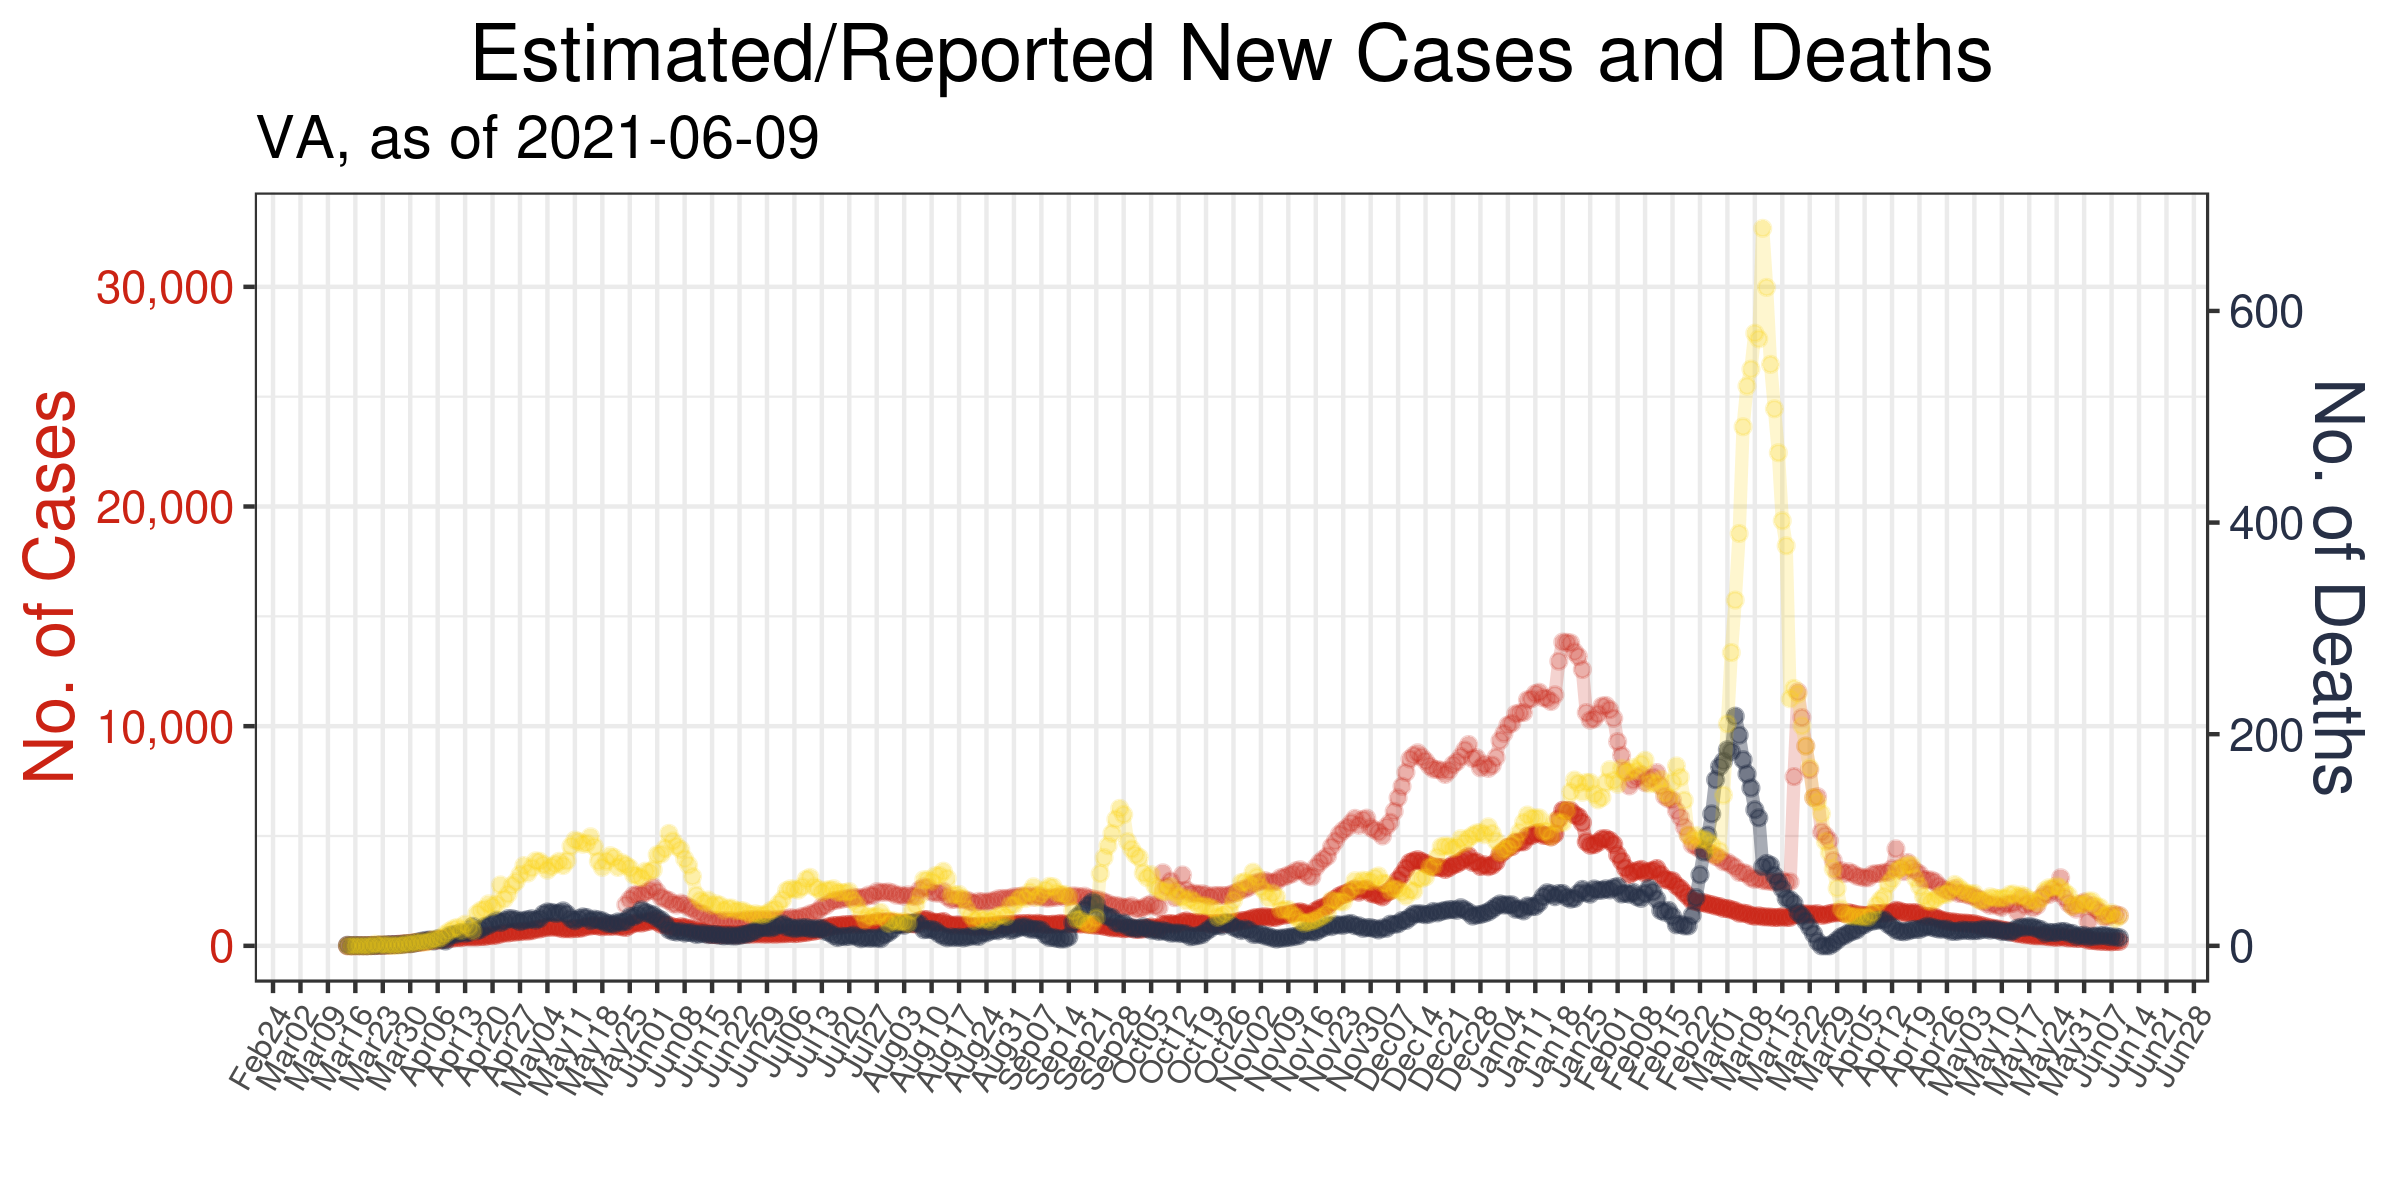 Estimated/Reported New Cases and Deaths
VA, as of 2021-06-09
No. of Cases
30,000
20,000
10,000
0
No. of Deaths
600
400
200
0
Feb24
Mar02
Mar09
Mar16
Mar23
Mar30
Apr06
Apr13
Apr20
Apr27
May04
May11
May18
May25
Jun01
Jun08
Jun15
Jun22
Jun29
Jul06
Jul13
Jul20
Jul27
Aug03
Aug10
Aug17
Aug24
Aug31
Sep07
Sep14
Sep21
Sep28
Oct05
Oct12
Oct19
Oct26
Nov02
Nov09
Nov16
Nov23
Nov30
Dec07
Dec14
Dec21
Dec28
Jan04
Jan11
Jan18
Jan25
Feb01
Feb08
Feb15
Feb22
Mar01
Mar08
Mar15
Mar22
Mar29
Apr05
Apr12
Apr19
Apr26
May03
May10
May17
May24
May31
Jun07
Jun14
Jun21
Jun28